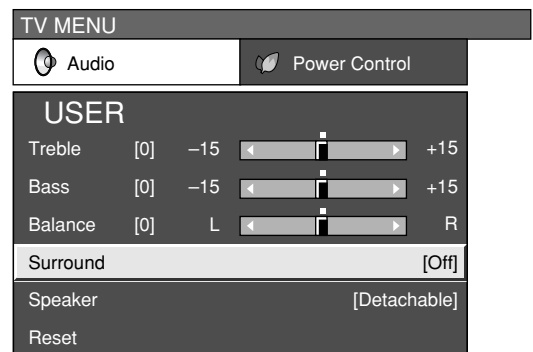 TV MENU
Audio Power Control
USER
Treble [0] –15 +15
Bass [0] –15 +15
Balance [0] L R
Surround [Off]
Speaker [Detachable]
Reset